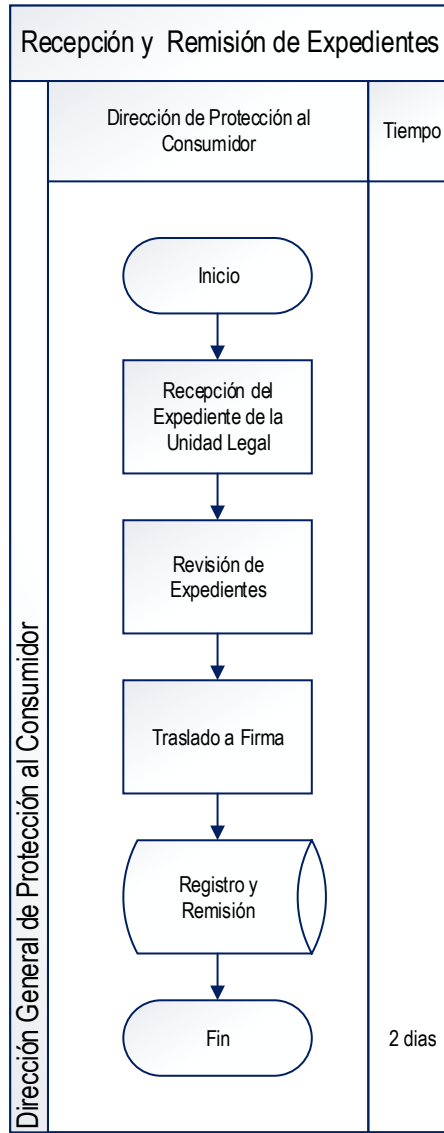 Recepción y Remisión de Expedientes
Dirección de Protección al
Consumidor
Tiempo
Inicio
Recepción del
Expediente de la
Unidad Legal
Revisión de
Expedientes
Traslado a Firma
Registro y
Remisión
Fin
2 dias
Dirección General de Protección al Consumidor